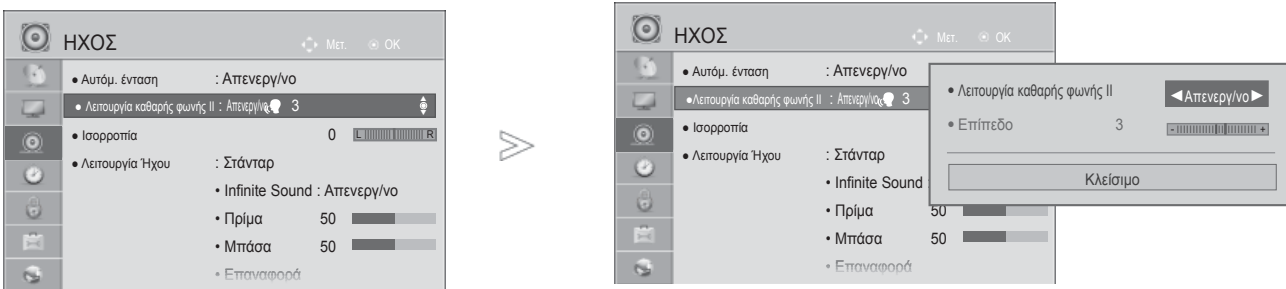 ΗΧΟΣ Μετ. OK
● Αυτόμ. ένταση : Απενεργ/νο
● Λειτουργία καθαρής φωνής II : Απενεργ/νο 3
● Ισορροπία 0 L R
● Λειτουργία Ήχου : Στάνταρ
• Infinite Sound : Απενεργ/νο
• Πρίμα 50
• Μπάσα 50
• Επαναφορά
ΗΧΟΣ Μετ. OK
● Αυτόμ. ένταση : Απενεργ/νο
●Λειτουργία καθαρής φωνής II : Απενεργ/νο 3
● Ισορροπία
● Λειτουργία Ήχου : Στάνταρ
• Infinite Sound :
• Πρίμα 50
• Μπάσα 50
• Επαναφορά
● Λειτουργία καθαρής φωνής II ◀Απενεργ/νο▶
● Επίπεδο 3 - +
Κλείσιμο